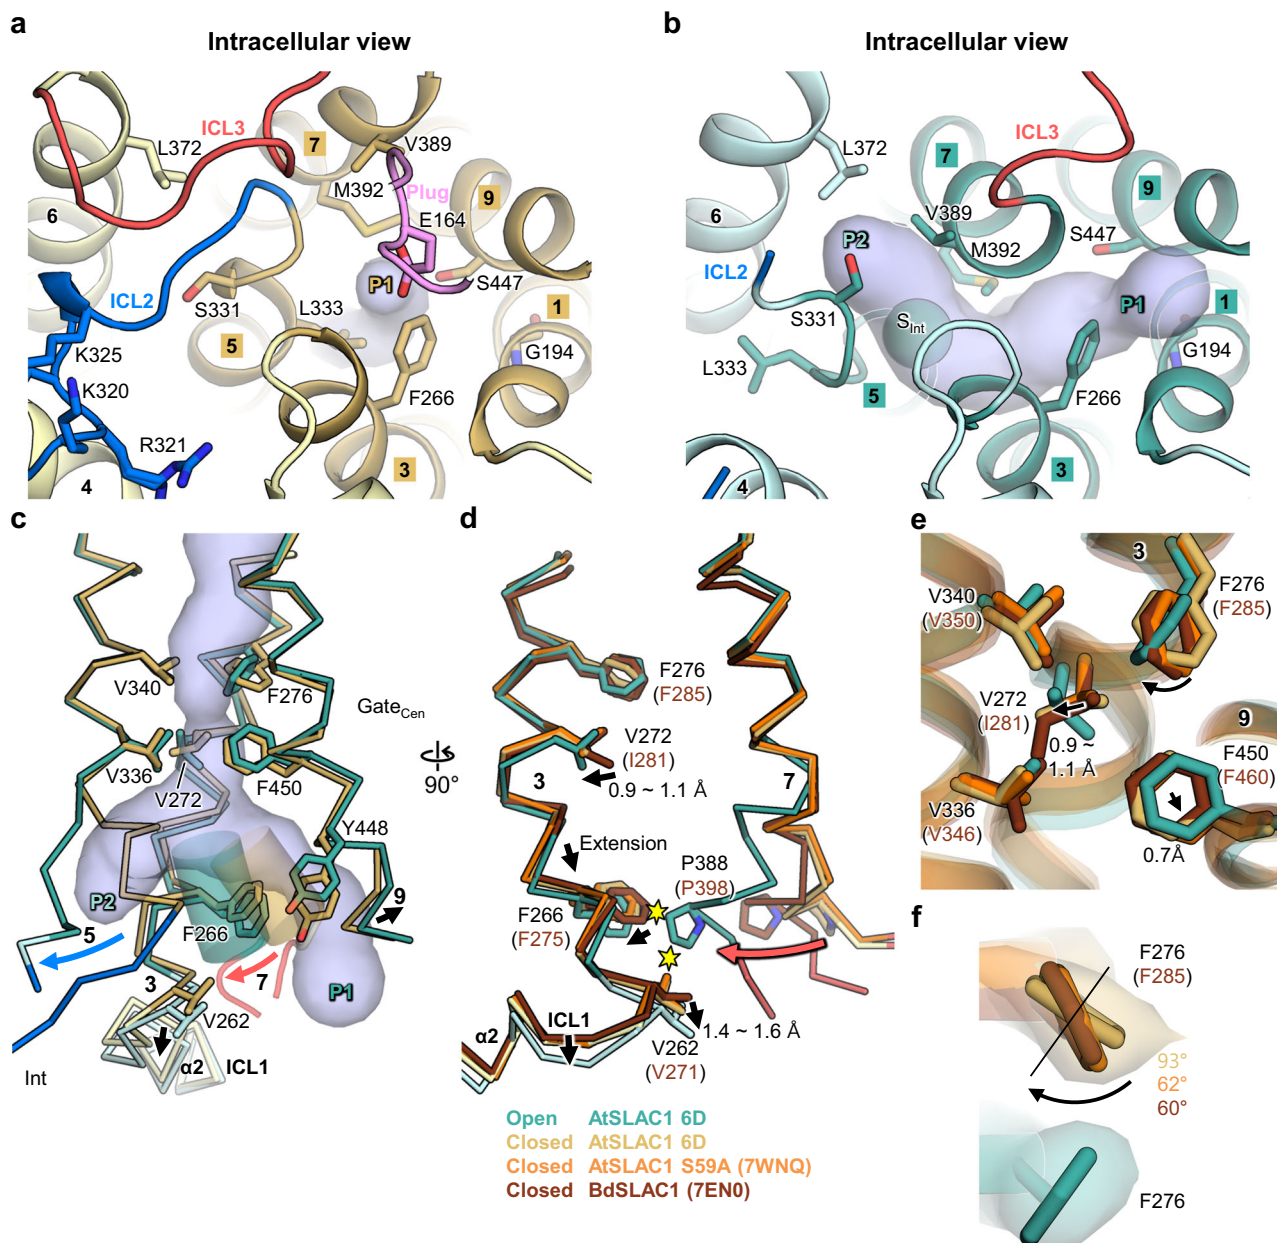 a
Intracellular view
ICL3
L372
7
V389
M392
Plug
9
E164
6
P1
S447
ICL2
S331
L333
1
5
K325
G194
K320
F266
R321
3
4
b
Intracellular view
L372
ICL3
7
9
6
V389
P2
S447
M392
ICL2
P1
1
S331
SInt
G194
L333
5
F266
3
4
c
V340
F276
GateCen
V336
V272
F450
Y448
P2
9
5
F266
3
7
P1
V262
α2
ICL1
Int
90°
d
F276
(F285)
V272
(I281)
3
7
0.9 ~ 1.1 Å
Extension
P388
(P398)
F266
(F275)
ICL1
1.4 ~ 1.6 Å
α2
V262
(V271)
Open AtSLAC1 6D
Closed AtSLAC1 6D
Closed AtSLAC1 S59A (7WNQ)
Closed BdSLAC1 (7EN0)
e
3
V340
(V350)
F276
(F285)
V272
(I281)
9
0.9 ~
1.1 Å
F450
(F460)
V336
(V346)
0.7Å
f
F276
(F285)
93°
62°
60°
F276